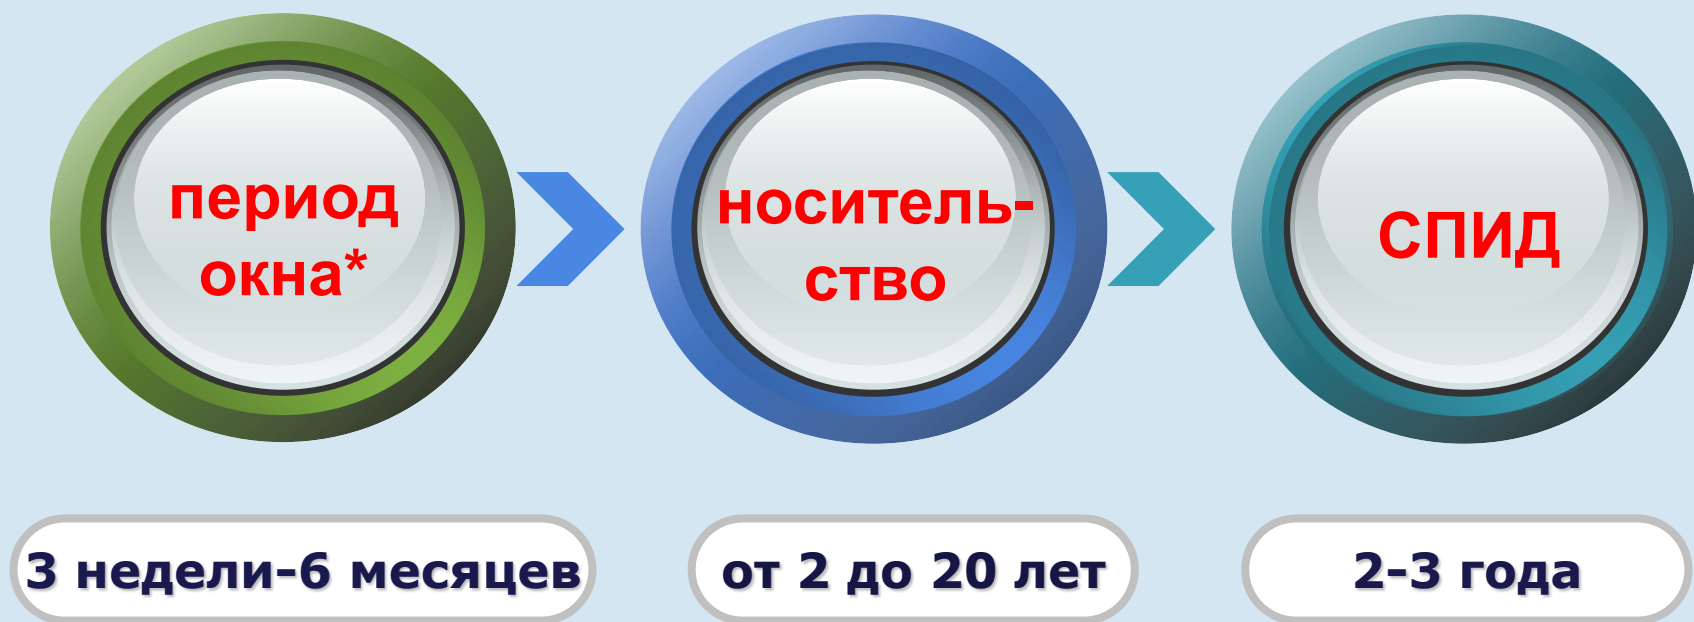 период
окна*
носитель-
ство
СПИД
3 недели-6 месяцев
от 2 до 20 лет
2-3 года